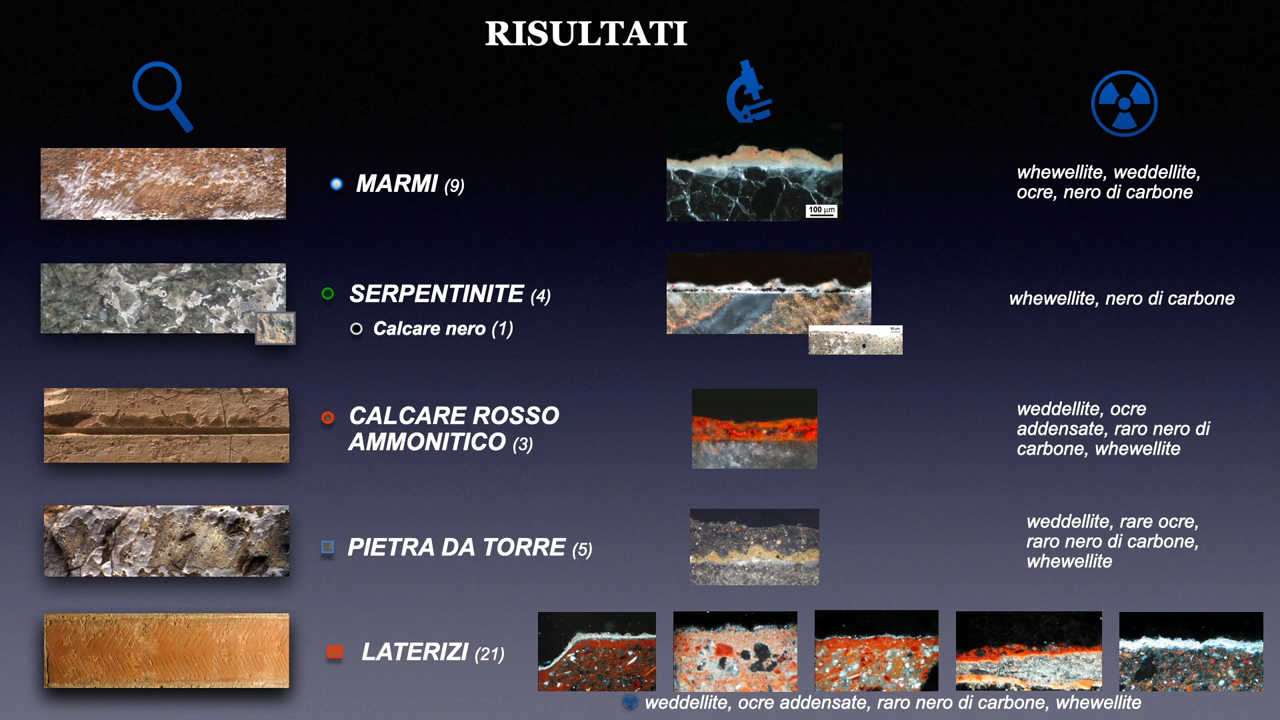 RISULTATI
MARMI (9)
100 µm
whewellite, weddellite,
ocre, nero di carbone
SERPENTINITE (4)
Calcare nero (1)
whewellite, nero di carbone
CALCARE ROSSO
AMMONITICO (3)
weddellite, ocre
addensate, raro nero di
carbone, whewellite
PIETRA DA TORRE (5)
weddellite, rare ocre,
raro nero di carbone,
whewellite
LATERIZI (21)
weddellite, ocre addensate, raro nero di carbone, whewellite